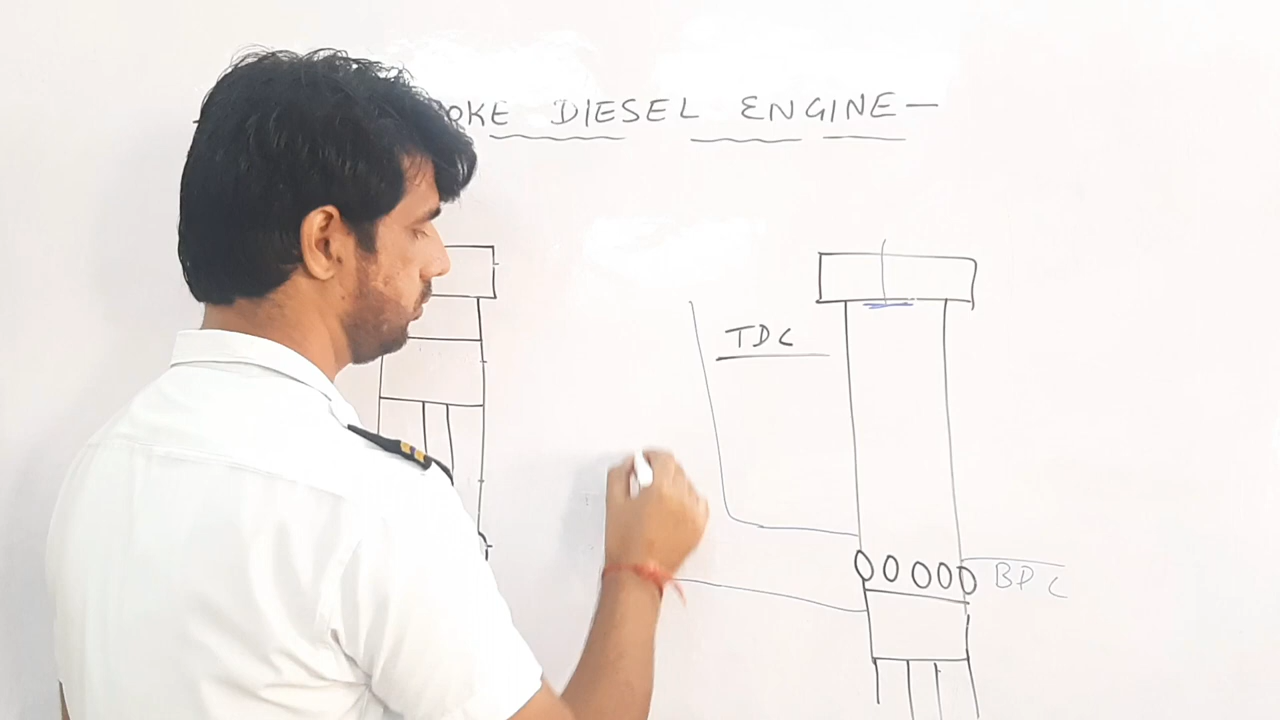 OKE DIESEL ENGINE —
TDC
BDC